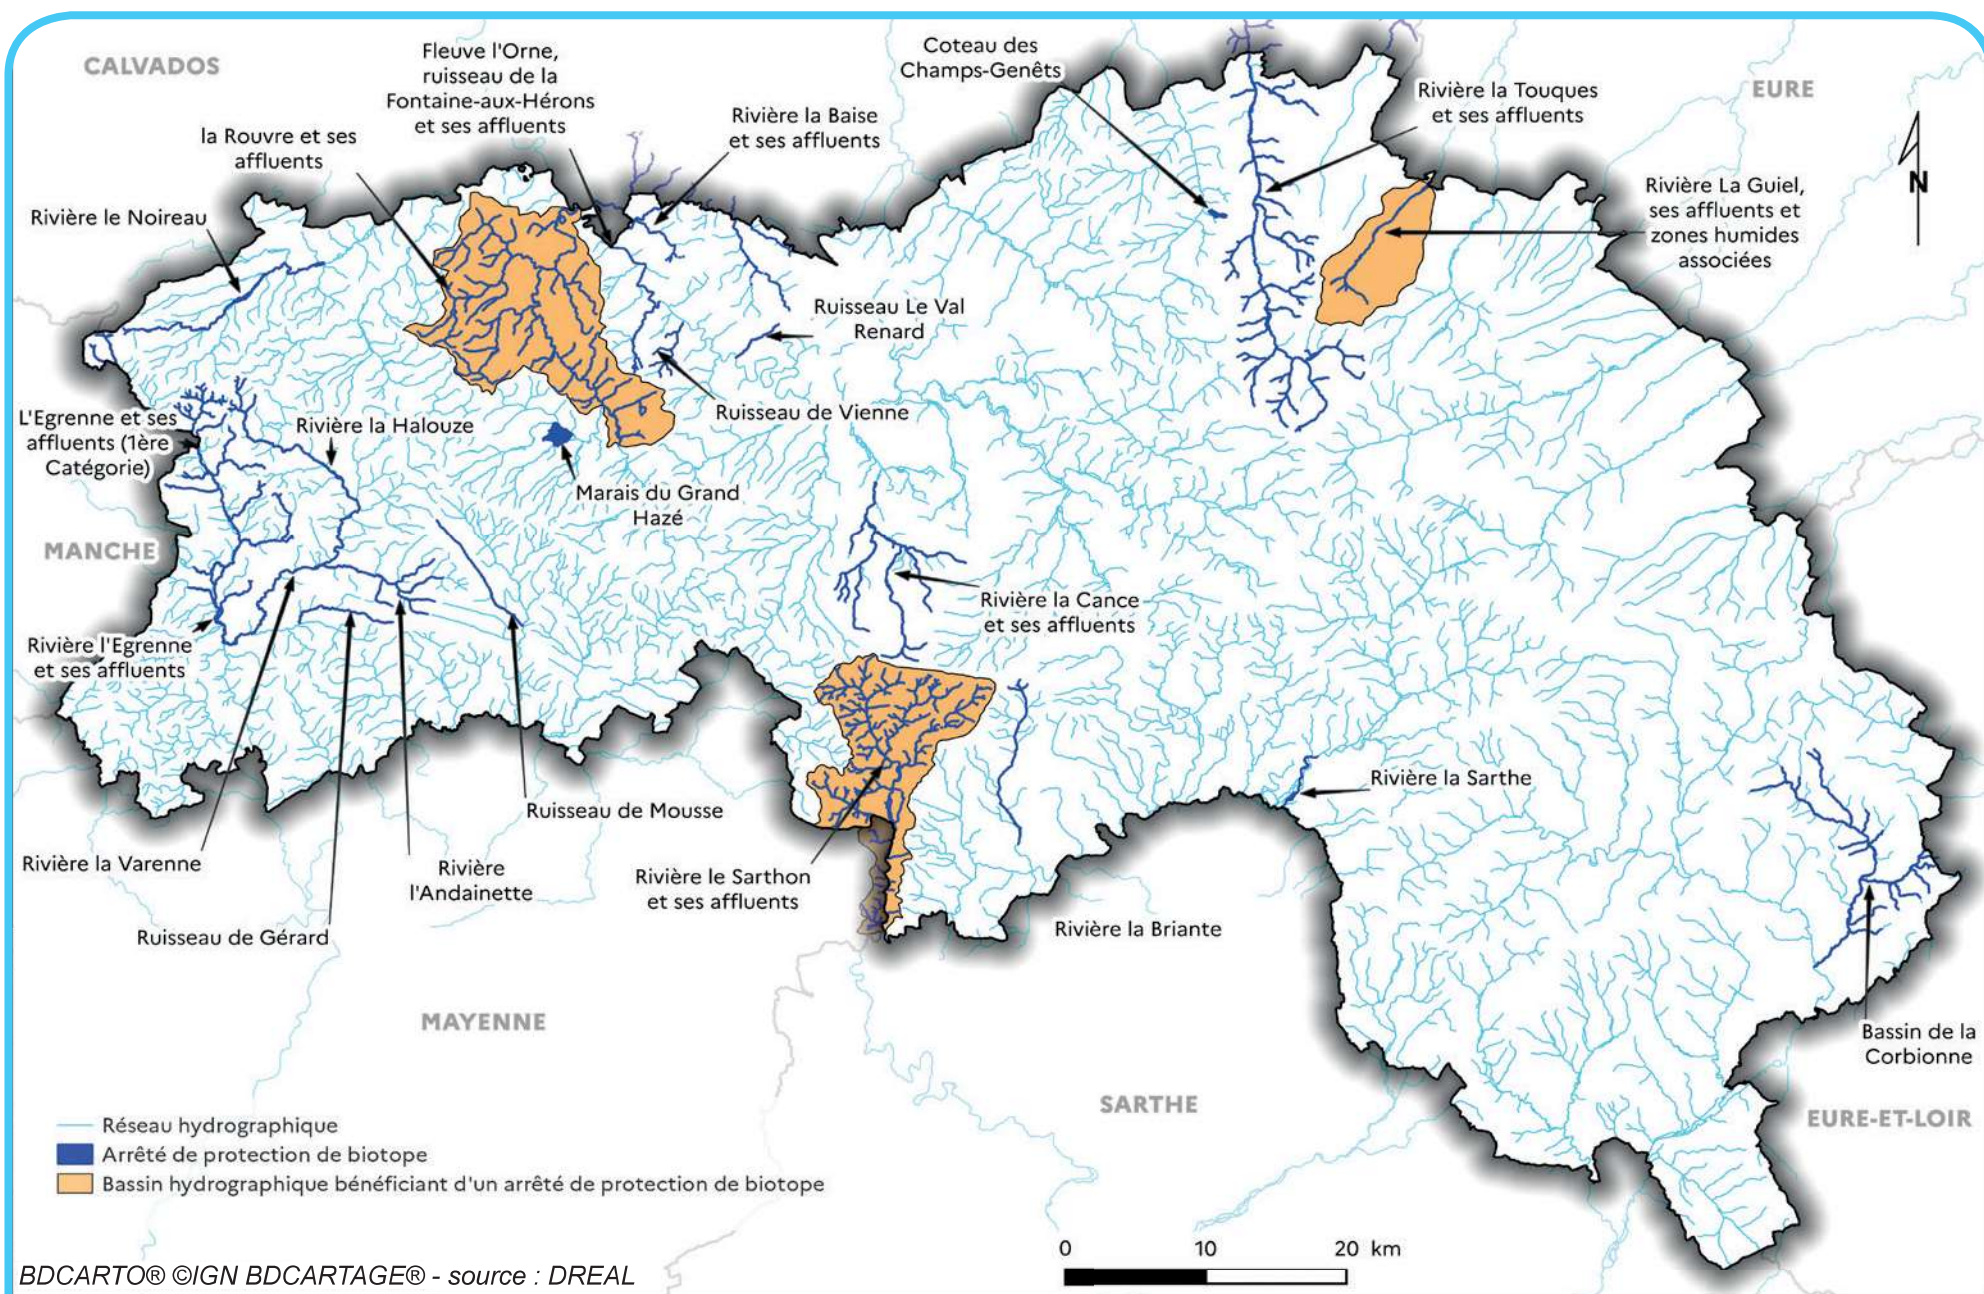 CALVADOS
Fleuve l'Orne,
ruisseau de la
Fontaine-aux-Hérons
et ses affluents
Coteau des
Champs-Genêts
EURE
Rivière la Touques
et ses affluents
Rivière la Baise
et ses affluents
la Rouvre et ses
affluents
N
Rivière La Guiel,
ses affluents et
zones humides
associées
Rivière le Noireau
Ruisseau Le Val
Renard
Ruisseau de Vienne
L'Egrenne et ses
affluents (1ère
Catégorie)
Rivière la Halouze
Marais du Grand
Hazé
MANCHE
Rivière la Cance
et ses affluents
Rivière l'Egrenne
et ses affluents
Rivière la Sarthe
Ruisseau de Mousse
Rivière la Varenne
Rivière
l'Andainette
Rivière le Sarthon
et ses affluents
Ruisseau de Gérard
Rivière la Briante
MAYENNE
Bassin de la
Corbionne
SARTHE
EURE-ET-LOIR
Réseau hydrographique
Arrêté de protection de biotope
Bassin hydrographique bénéficiant d'un arrêté de protection de biotope
0 10 20 km
BDCARTO® ©IGN BDCARTAGE® - source : DREAL